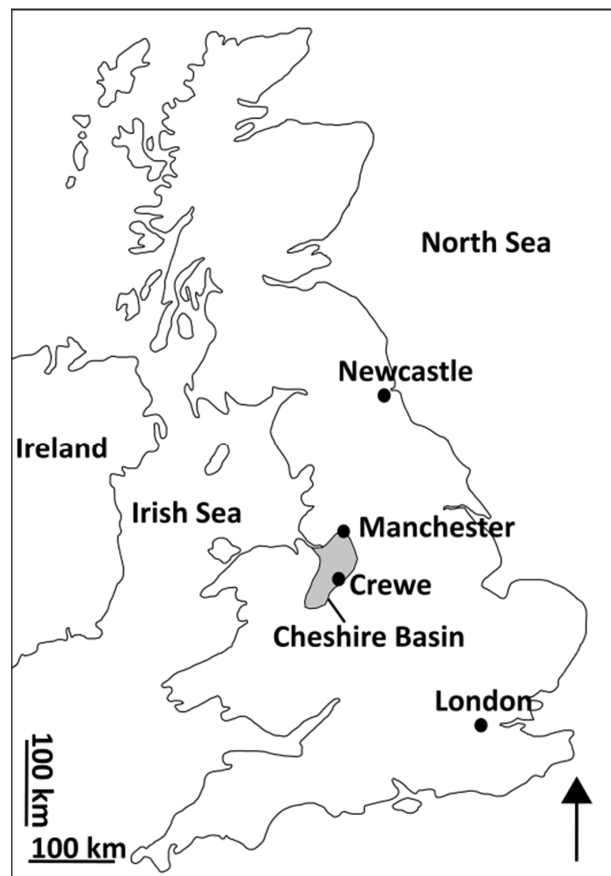 North Sea
Newcastle
Ireland
Irish Sea
Manchester
Crewe
Cheshire Basin
London
100 km
100 km